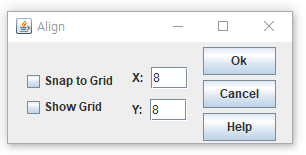 Align
Snap to Grid
Show Grid
X: 8
Y: 8
Ok
Cancel
Help